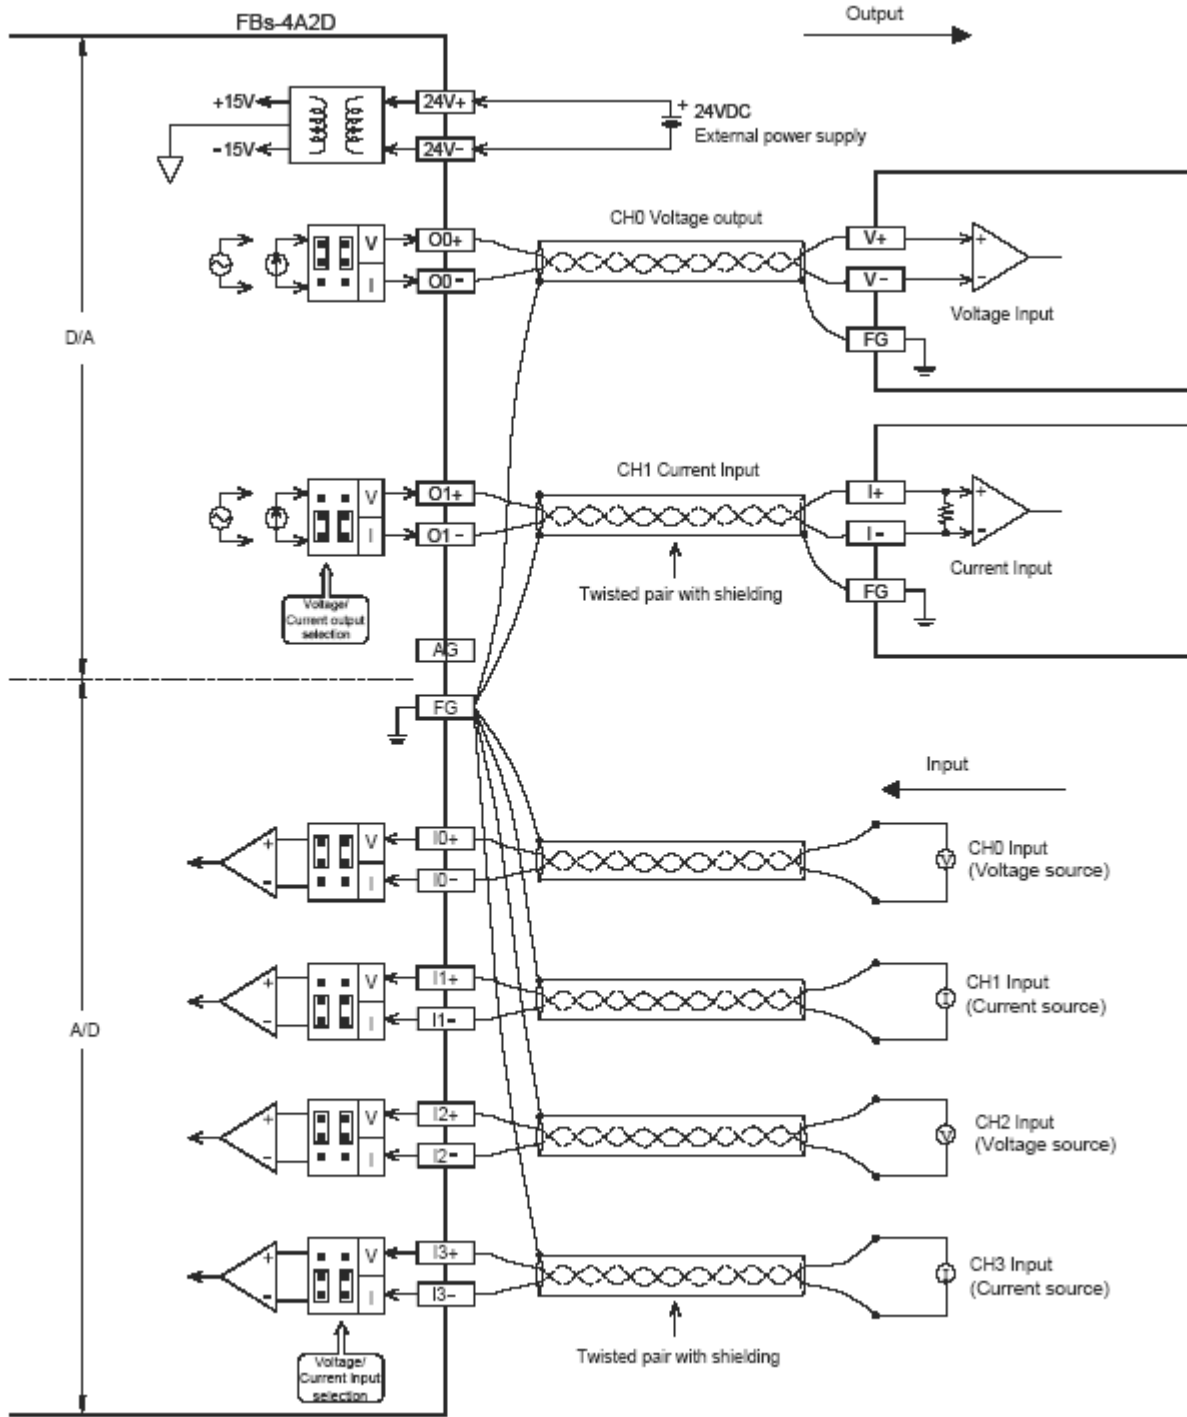 FBs-4A2D
Output
+15V
24V+
+
24VDC
External power supply
-15V
24V-
CH0 Voltage output
V
O0+
V+
+
I
O0-
V-
-
Voltage Input
FG
D/A
CH1 Current Input
V
O1+
I+
+
I
O1-
I-
-
Current Input
Twisted pair with shielding
FG
Voltage/
Current output
selection
AG
FG
Input
+
V
I0+
V
CH0 Input
(Voltage source)
-
I
I0-
+
V
I1+
I
CH1 Input
(Current source)
-
I
I1-
A/D
+
V
I2+
V
CH2 Input
(Voltage source)
-
I
I2-
+
V
I3+
I
CH3 Input
(Current source)
-
I
I3-
Twisted pair with shielding
Voltage/
Current Input
selection